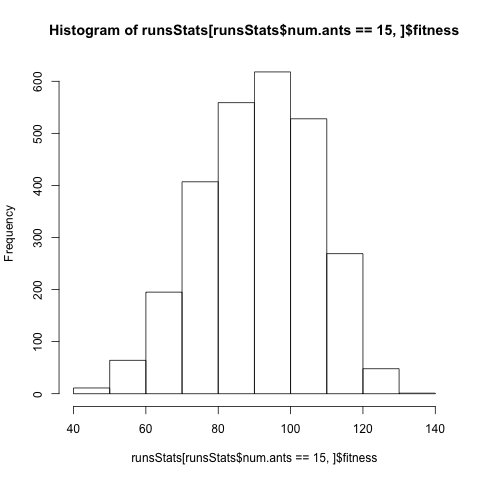 Histogram of runsStats[runsStats$num.ants == 15, ]$fitness
Frequency
600
500
400
300
200
100
0
40 60 80 100 120 140
runsStats[runsStats$num.ants == 15, ]$fitness